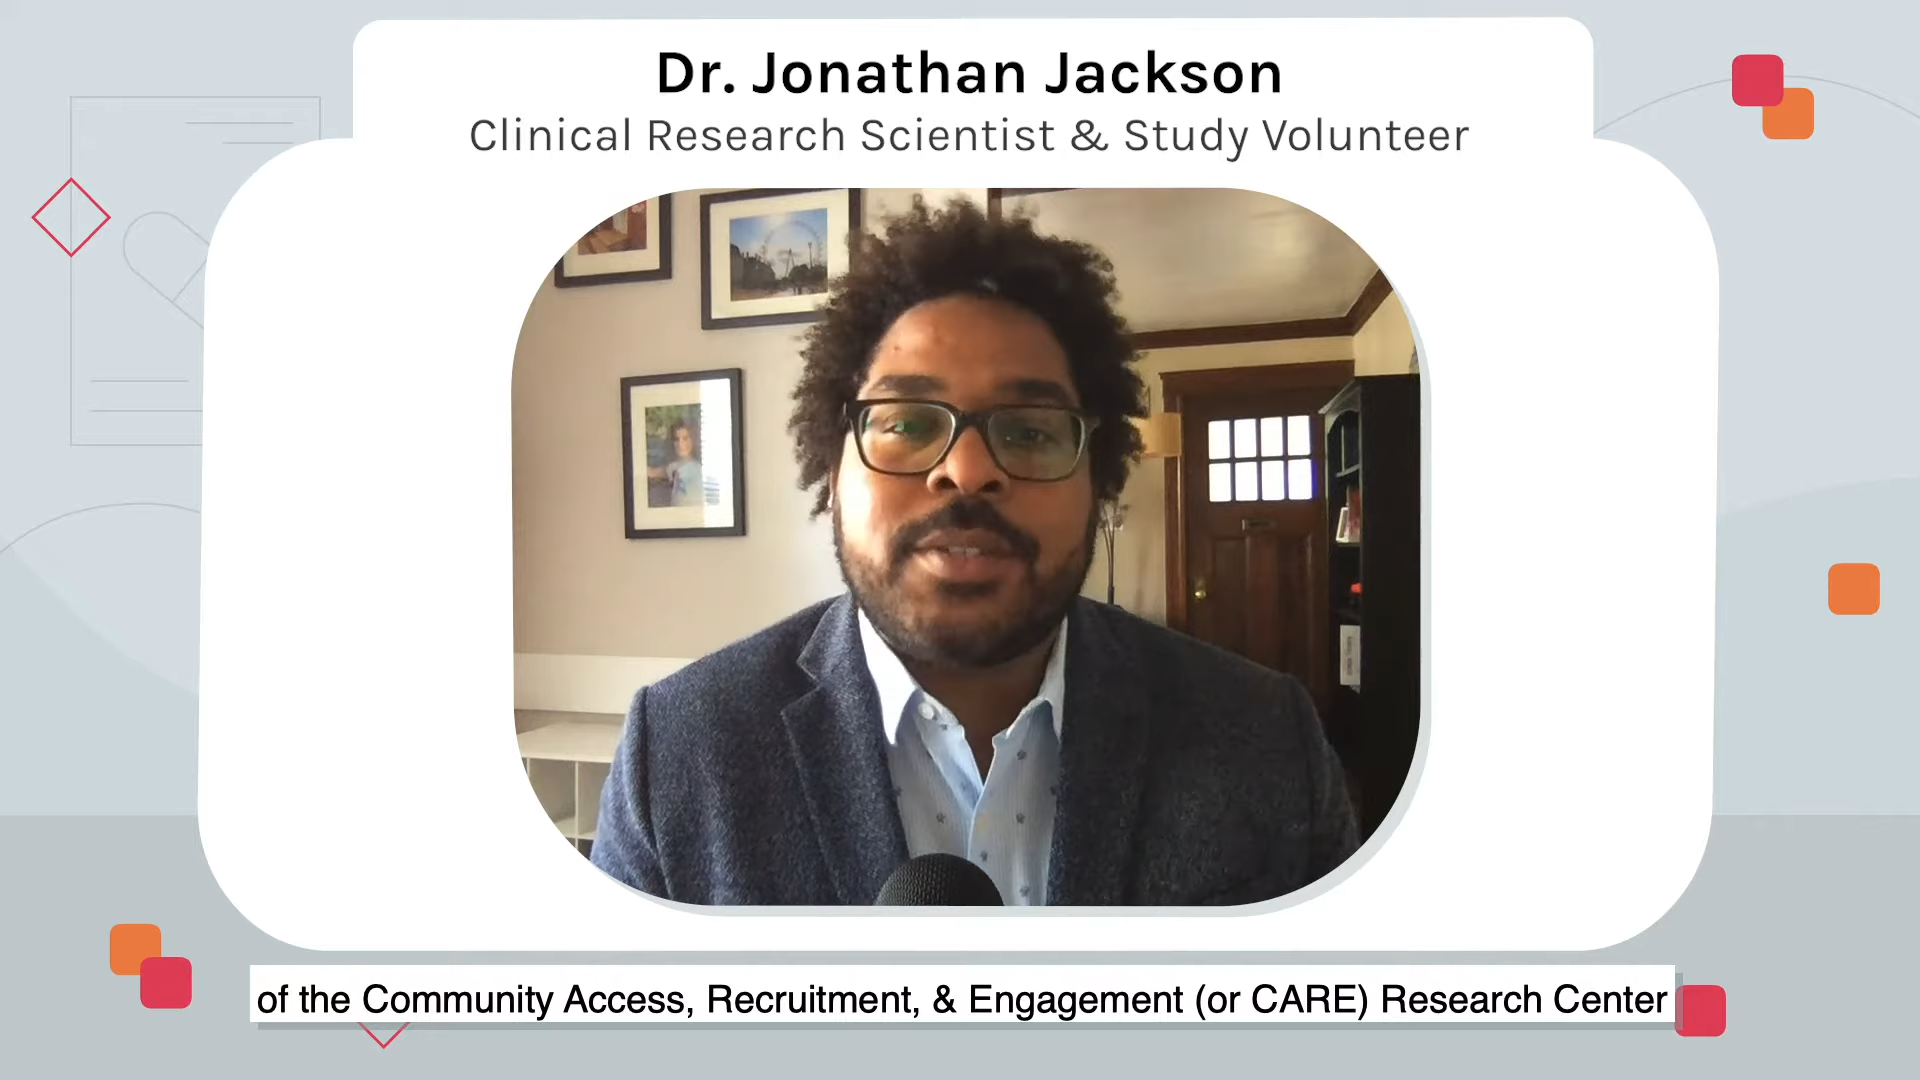 Dr. Jonathan Jackson
Clinical Research Scientist & Study Volunteer
of the Community Access, Recruitment, & Engagement (or CARE) Research Center